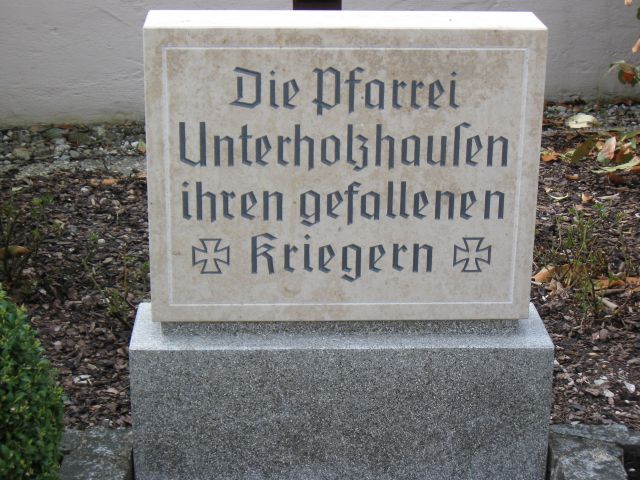 Die Pfarrei
Unterholzhauſen
ihren gefallenen
Kriegern